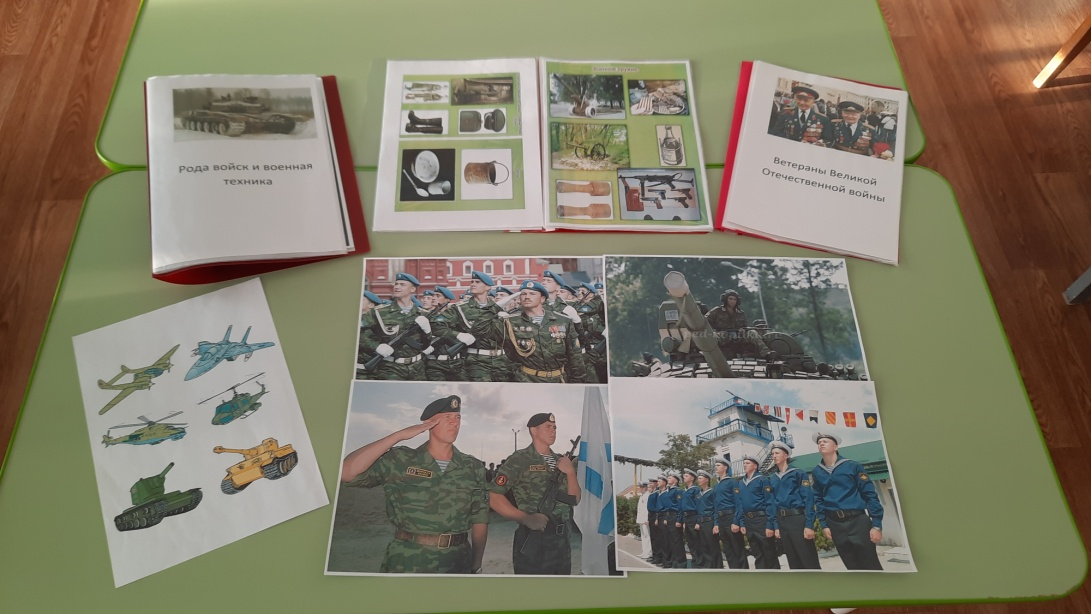 Рода войск и военная
техника
Ветераны Великой
Отечественной войны